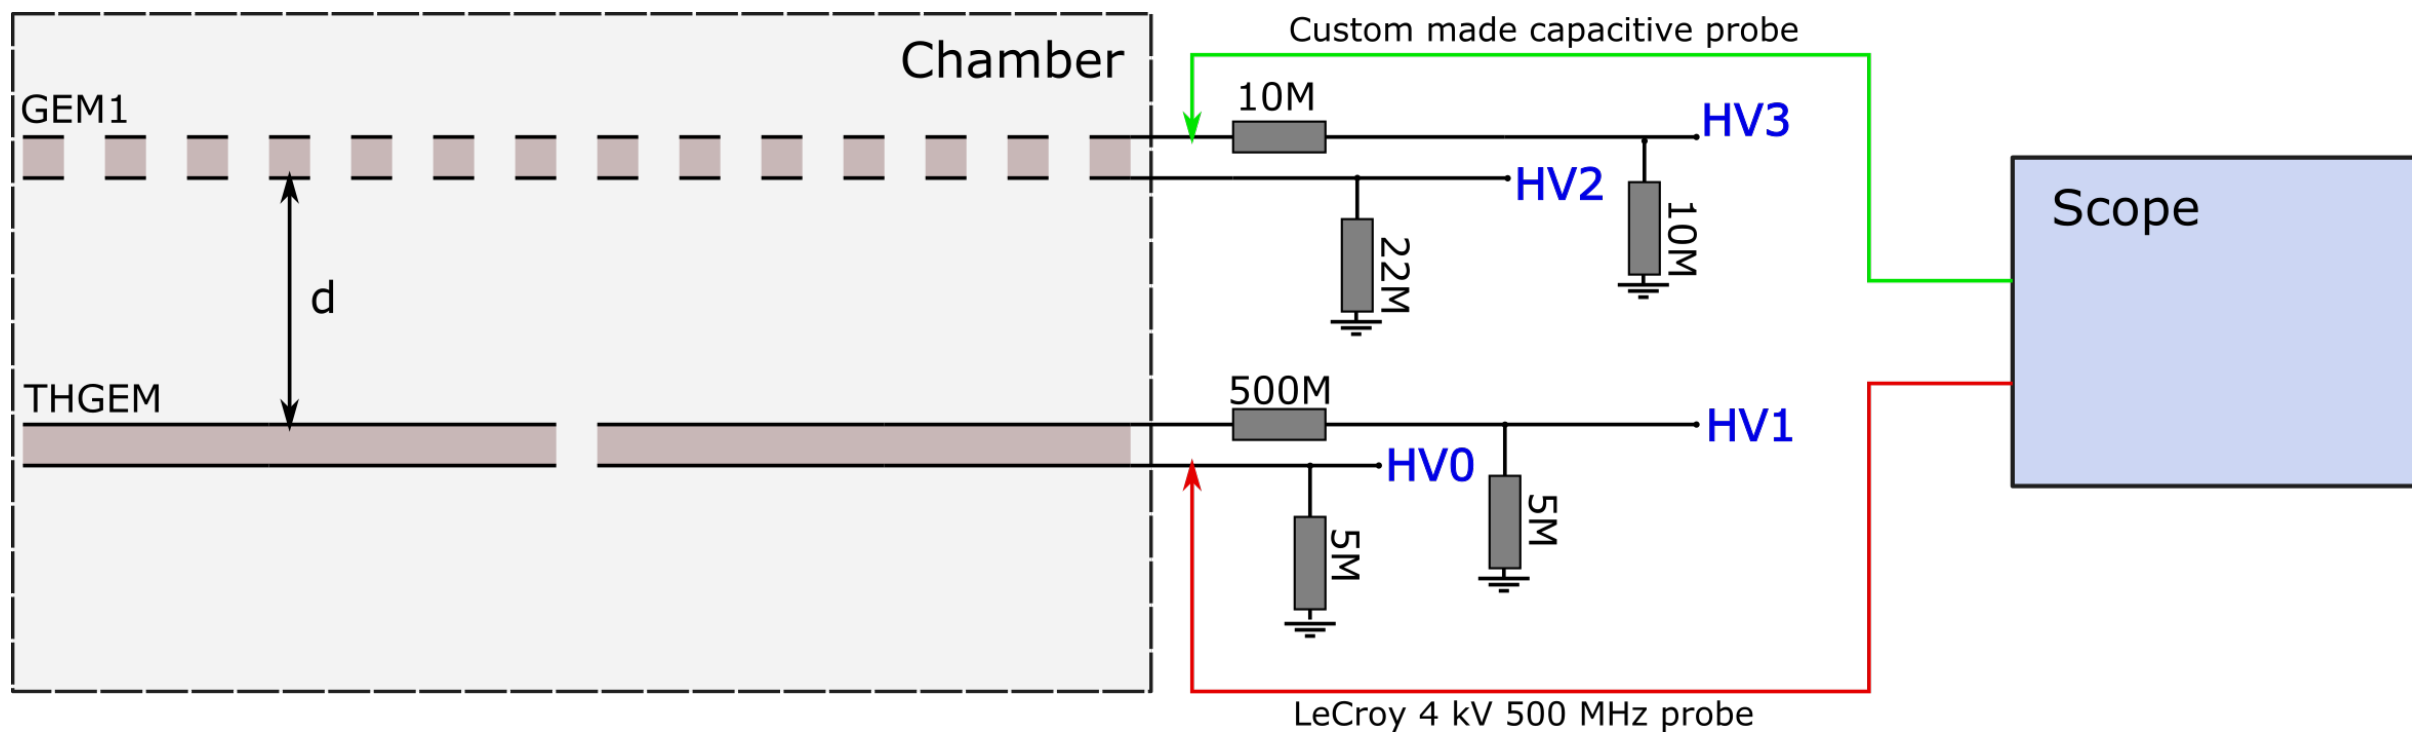 Custom made capacitive probe
Chamber
GEM1
10M
HV3
HV2
10M
Scope
22M
d
THGEM
500M
HV1
HV0
5M
5M
LeCroy 4 kV 500 MHz probe